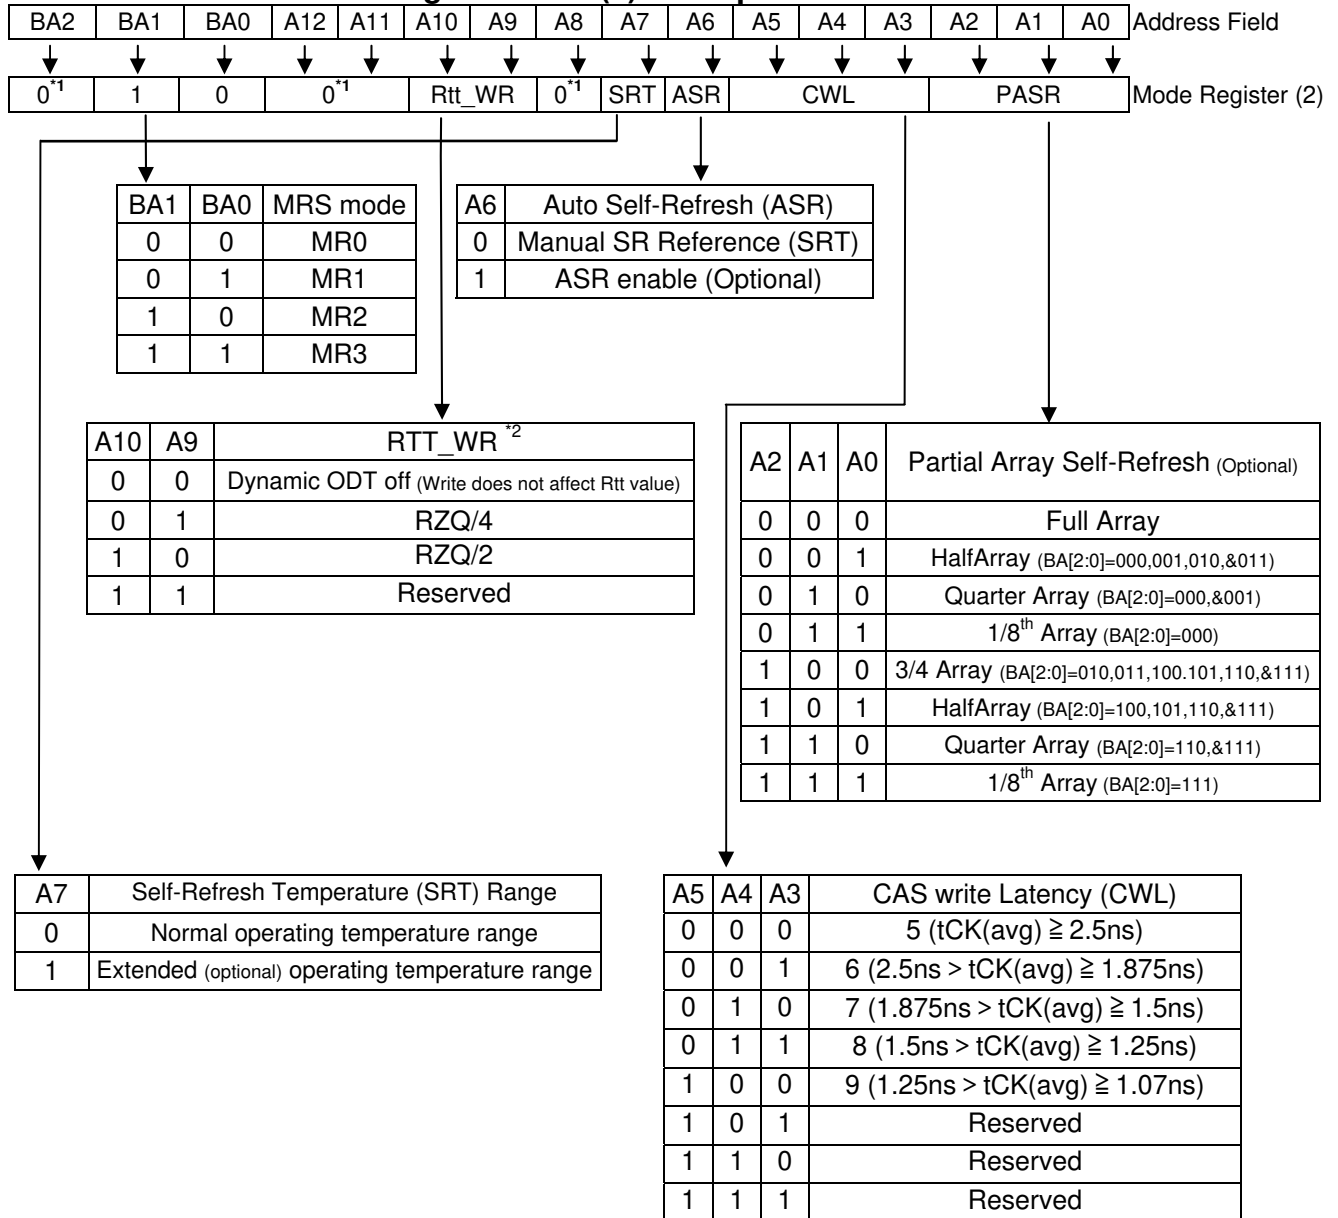 BA2 BA1 BA0 A12 A11 A10 A9 A8 A7 A6 A5 A4 A3 A2 A1 A0 Address Field
0*1 1 0 0*1 Rtt_WR 0*1 SRT ASR CWL PASR Mode Register (2)
BA1 BA0 MRS mode
0 0 MR0
0 1 MR1
1 0 MR2
1 1 MR3
A6 Auto Self-Refresh (ASR)
0 Manual SR Reference (SRT)
1 ASR enable (Optional)
A10 A9 RTT_WR *2
0 0 Dynamic ODT off (Write does not affect Rtt value)
0 1 RZQ/4
1 0 RZQ/2
1 1 Reserved
A2 A1 A0 Partial Array Self-Refresh (Optional)
0 0 0 Full Array
0 0 1 HalfArray (BA[2:0]=000,001,010,&011)
0 1 0 Quarter Array (BA[2:0]=000,&001)
0 1 1 1/8th Array (BA[2:0]=000)
1 0 0 3/4 Array (BA[2:0]=010,011,100.101,110,&111)
1 0 1 HalfArray (BA[2:0]=100,101,110,&111)
1 1 0 Quarter Array (BA[2:0]=110,&111)
1 1 1 1/8th Array (BA[2:0]=111)
A7 Self-Refresh Temperature (SRT) Range
0 Normal operating temperature range
1 Extended (optional) operating temperature range
A5 A4 A3 CAS write Latency (CWL)
0 0 0 5 (tCK(avg) ≧ 2.5ns)
0 0 1 6 (2.5ns > tCK(avg) ≧ 1.875ns)
0 1 0 7 (1.875ns > tCK(avg) ≧ 1.5ns)
0 1 1 8 (1.5ns > tCK(avg) ≧ 1.25ns)
1 0 0 9 (1.25ns > tCK(avg) ≧ 1.07ns)
1 0 1 Reserved
1 1 0 Reserved
1 1 1 Reserved